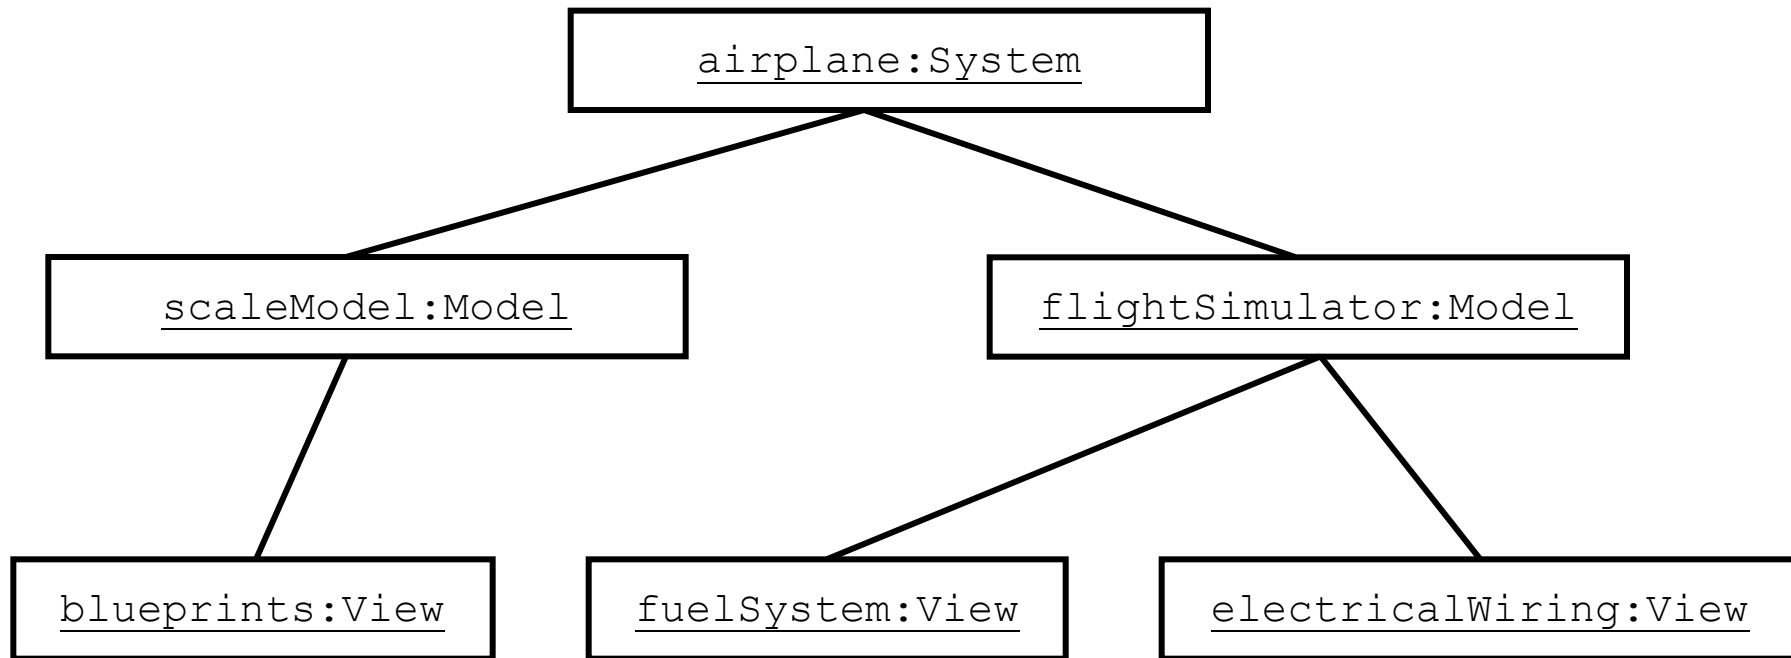 airplane:System
scaleModel:Model
flightSimulator:Model
blueprints:View
fuelSystem:View
electricalWiring:View